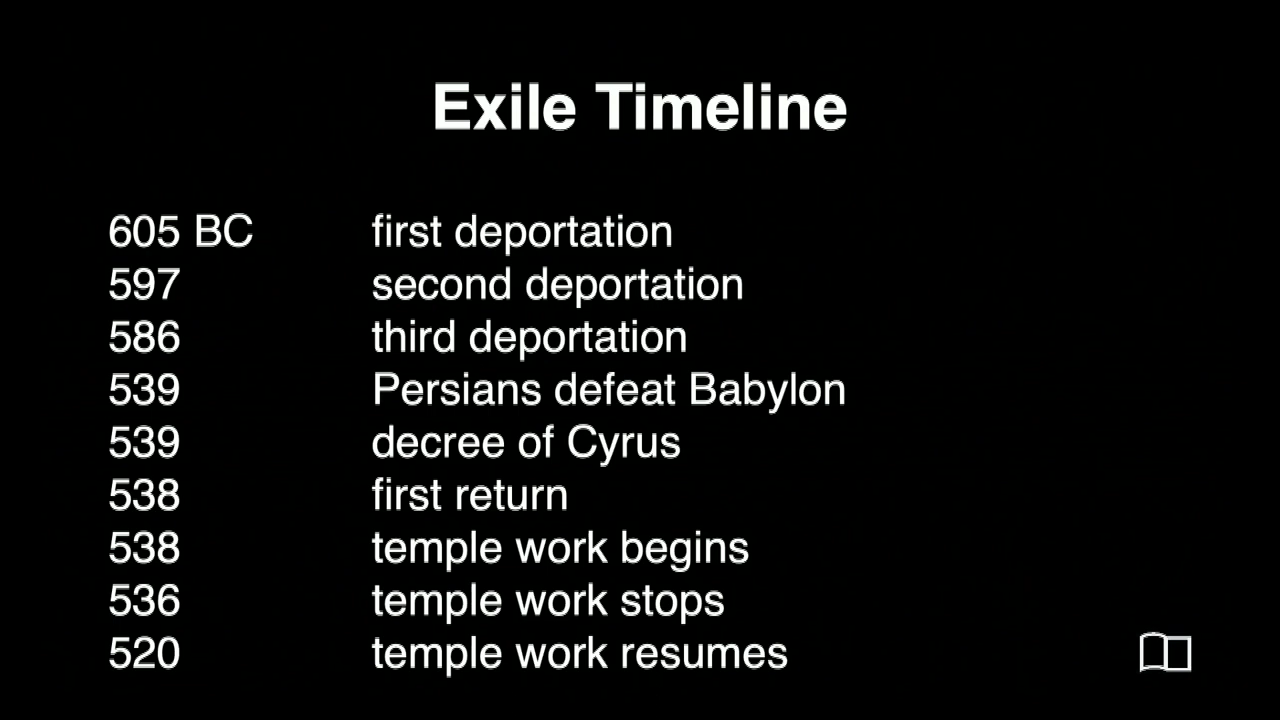 Exile Timeline
605 BC first deportation
597 second deportation
586 third deportation
539 Persians defeat Babylon
539 decree of Cyrus
538 first return
538 temple work begins
536 temple work stops
520 temple work resumes